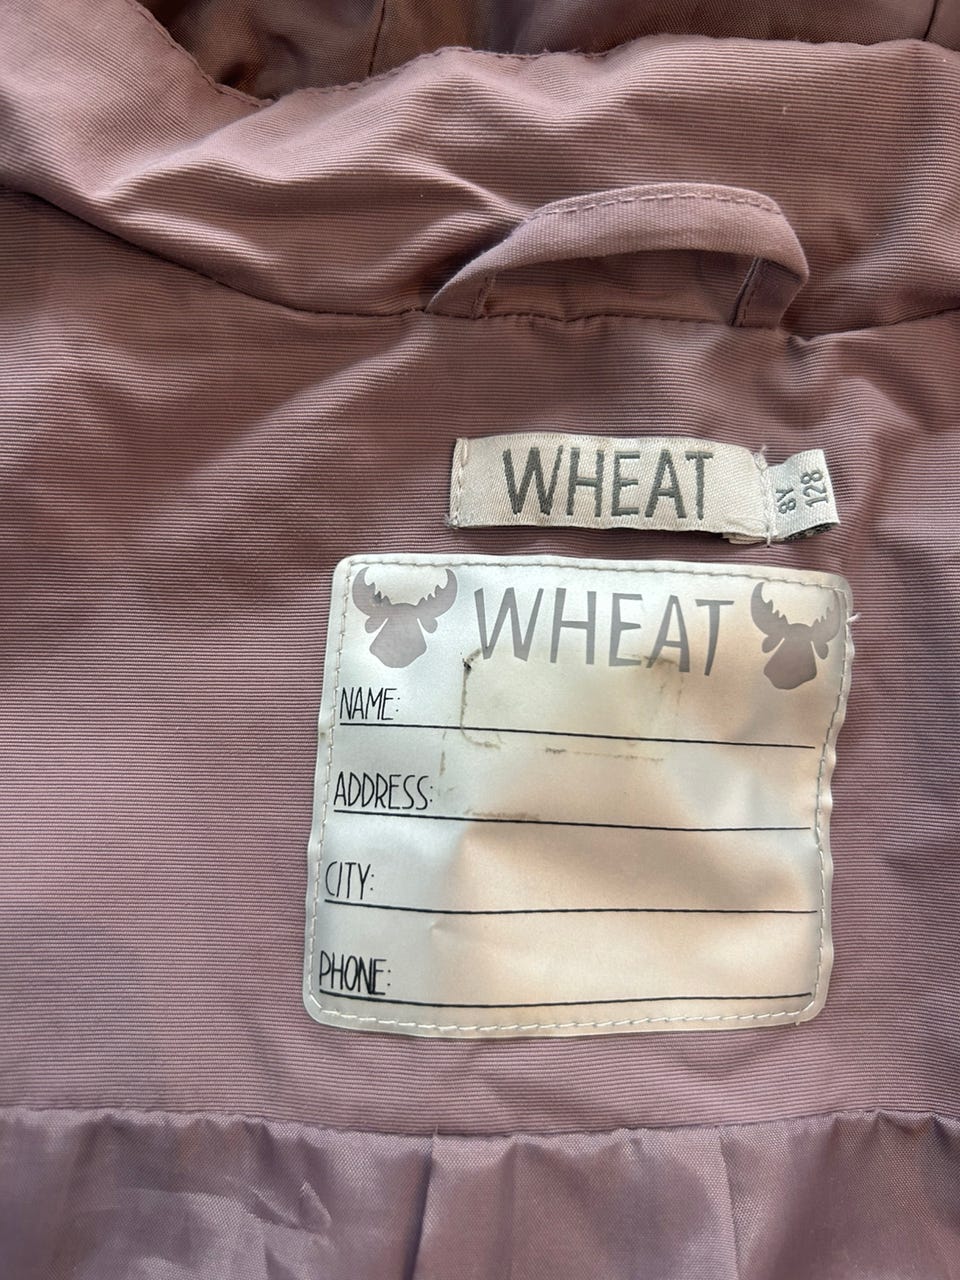 WHEAT
8Y
128
WHEAT
NAME:
ADDRESS:
CITY:
PHONE: